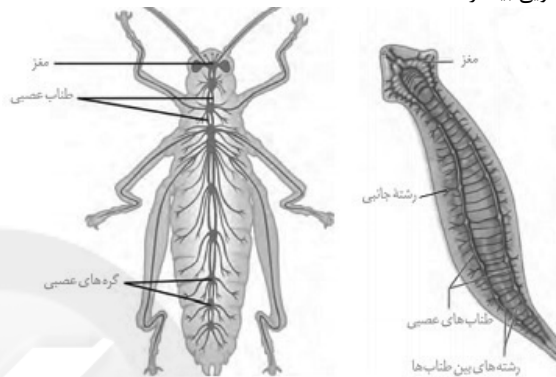 مغز
مغز
طناب عصبی
رشتهٔ جانبی
گره‌های عصبی
طناب‌های عصبی
رشته‌های بین طناب‌ها